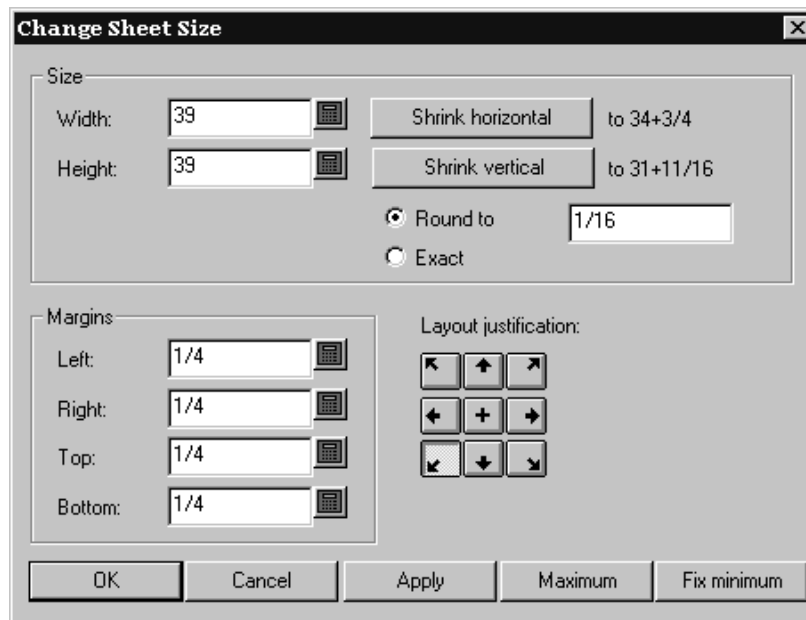 Change Sheet Size
Size
Width: 39 Shrink horizontal to 34+3/4
Height: 39 Shrink vertical to 31+11/16
Round to 1/16
Exact
Margins
Layout justification:
Left: 1/4
Right: 1/4
Top: 1/4
Bottom: 1/4
OK Cancel Apply Maximum Fix minimum